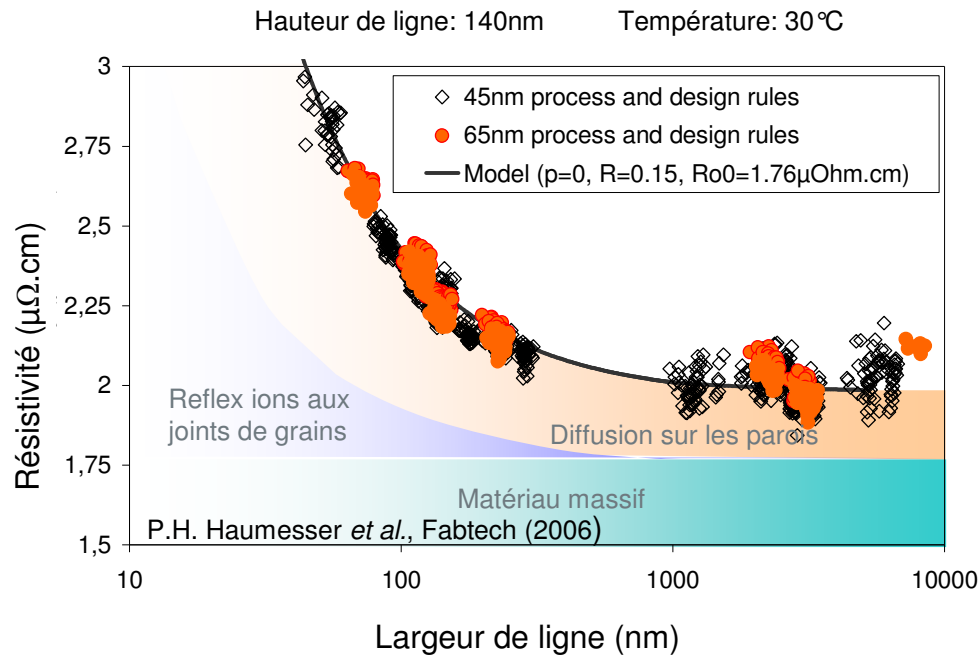 Hauteur de ligne: 140nm Température: 30°C
3
2,75
2,5
2,25
2
1,75
1,5
Résistivité (µΩ.cm)
45nm process and design rules
65nm process and design rules
Model (p=0, R=0.15, Ro0=1.76µOhm.cm)
Reflex ions aux
joints de grains
Diffusion sur les parois
Matériau massif
P.H. Haumesser et al., Fabtech (2006)
10 100 1000 10000
Largeur de ligne (nm)